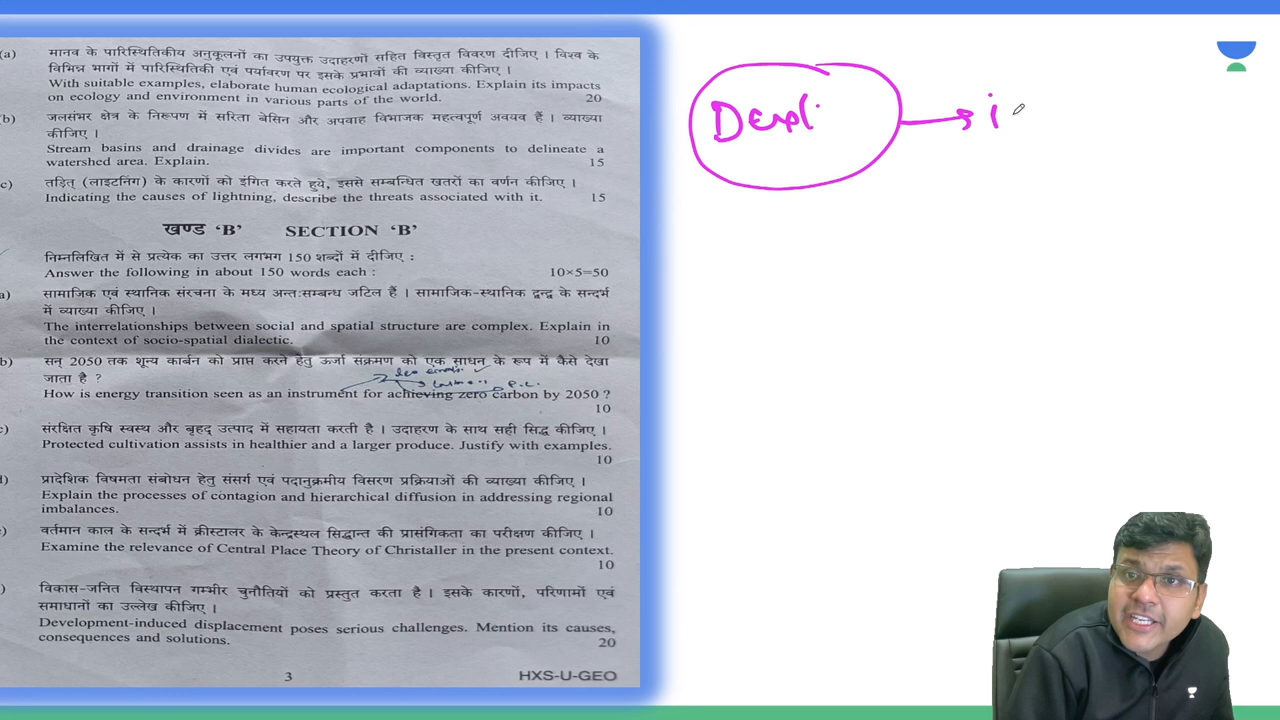 (a) मानव के पारिस्थितिकीय अनुकूलनों का उपयुक्त उदाहरणों सहित विस्तृत विवरण दीजिए । विश्व के
विभिन्न भागों में पारिस्थितिकी एवं पर्यावरण पर इसके प्रभावों की व्याख्या कीजिए ।
With suitable examples, elaborate human ecological adaptations. Explain its impacts
on ecology and environment in various parts of the world. 20
(b) जलसंभर क्षेत्र के निरूपण में सरिता बेसिन और अपवाह विभाजक महत्वपूर्ण अवयव हैं । व्याख्या
कीजिए ।
Stream basins and drainage divides are important components to delineate a
watershed area. Explain. 15
c) तड़ित् (लाइटनिंग) के कारणों को इंगित करते हुये, इससे सम्बन्धित खतरों का वर्णन कीजिए ।
Indicating the causes of lightning, describe the threats associated with it. 15
खण्ड ‘B’ SECTION ‘B’
निम्नलिखित में से प्रत्येक का उत्तर लगभग 150 शब्दों में दीजिए :
Answer the following in about 150 words each : 10×5=50
a) सामाजिक एवं स्थानिक संरचना के मध्य अन्त:सम्बन्ध जटिल हैं । सामाजिक-स्थानिक द्वन्द्व के सन्दर्भ
में व्याख्या कीजिए ।
The interrelationships between social and spatial structure are complex. Explain in
the context of socio-spatial dialectic. 10
b) सन् 2050 तक शून्य कार्बन को प्राप्त करने हेतु ऊर्जा संक्रमण को एक साधन के रूप में कैसे देखा
जाता है ?
How is energy transition seen as an instrument for achieving zero carbon by 2050 ?
10
c) संरक्षित कृषि स्वस्थ और बृहद् उत्पाद में सहायता करती है । उदाहरण के साथ सही सिद्ध कीजिए ।
Protected cultivation assists in healthier and a larger produce. Justify with examples.
10
d) प्रादेशिक विषमता संबोधन हेतु संसर्ग एवं पदानुक्रमीय विसरण प्रक्रियाओं की व्याख्या कीजिए ।
Explain the processes of contagion and hierarchical diffusion in addressing regional
imbalances. 10
) वर्तमान काल के सन्दर्भ में क्रीस्टालर के केन्द्रस्थल सिद्धान्त की प्रासंगिकता का परीक्षण कीजिए ।
Examine the relevance of Central Place Theory of Christaller in the present context.
10
) विकास-जनित विस्थापन गम्भीर चुनौतियों को प्रस्तुत करता है । इसके कारणों, परिणामों एवं
समाधानों का उल्लेख कीजिए ।
Development-induced displacement poses serious challenges. Mention its causes,
consequences and solutions. 20
3 HXS-U-GEO
Despl
i